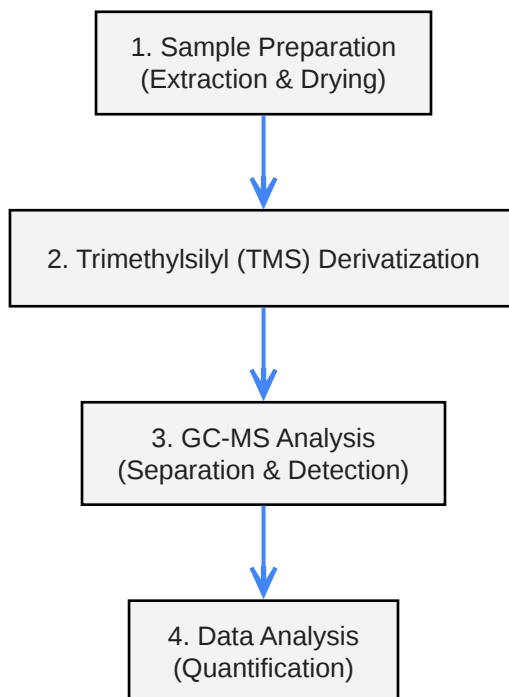 1. Sample Preparation
(Extraction & Drying)
2. Trimethylsilyl (TMS) Derivatization
3. GC-MS Analysis
(Separation & Detection)
4. Data Analysis
(Quantification)